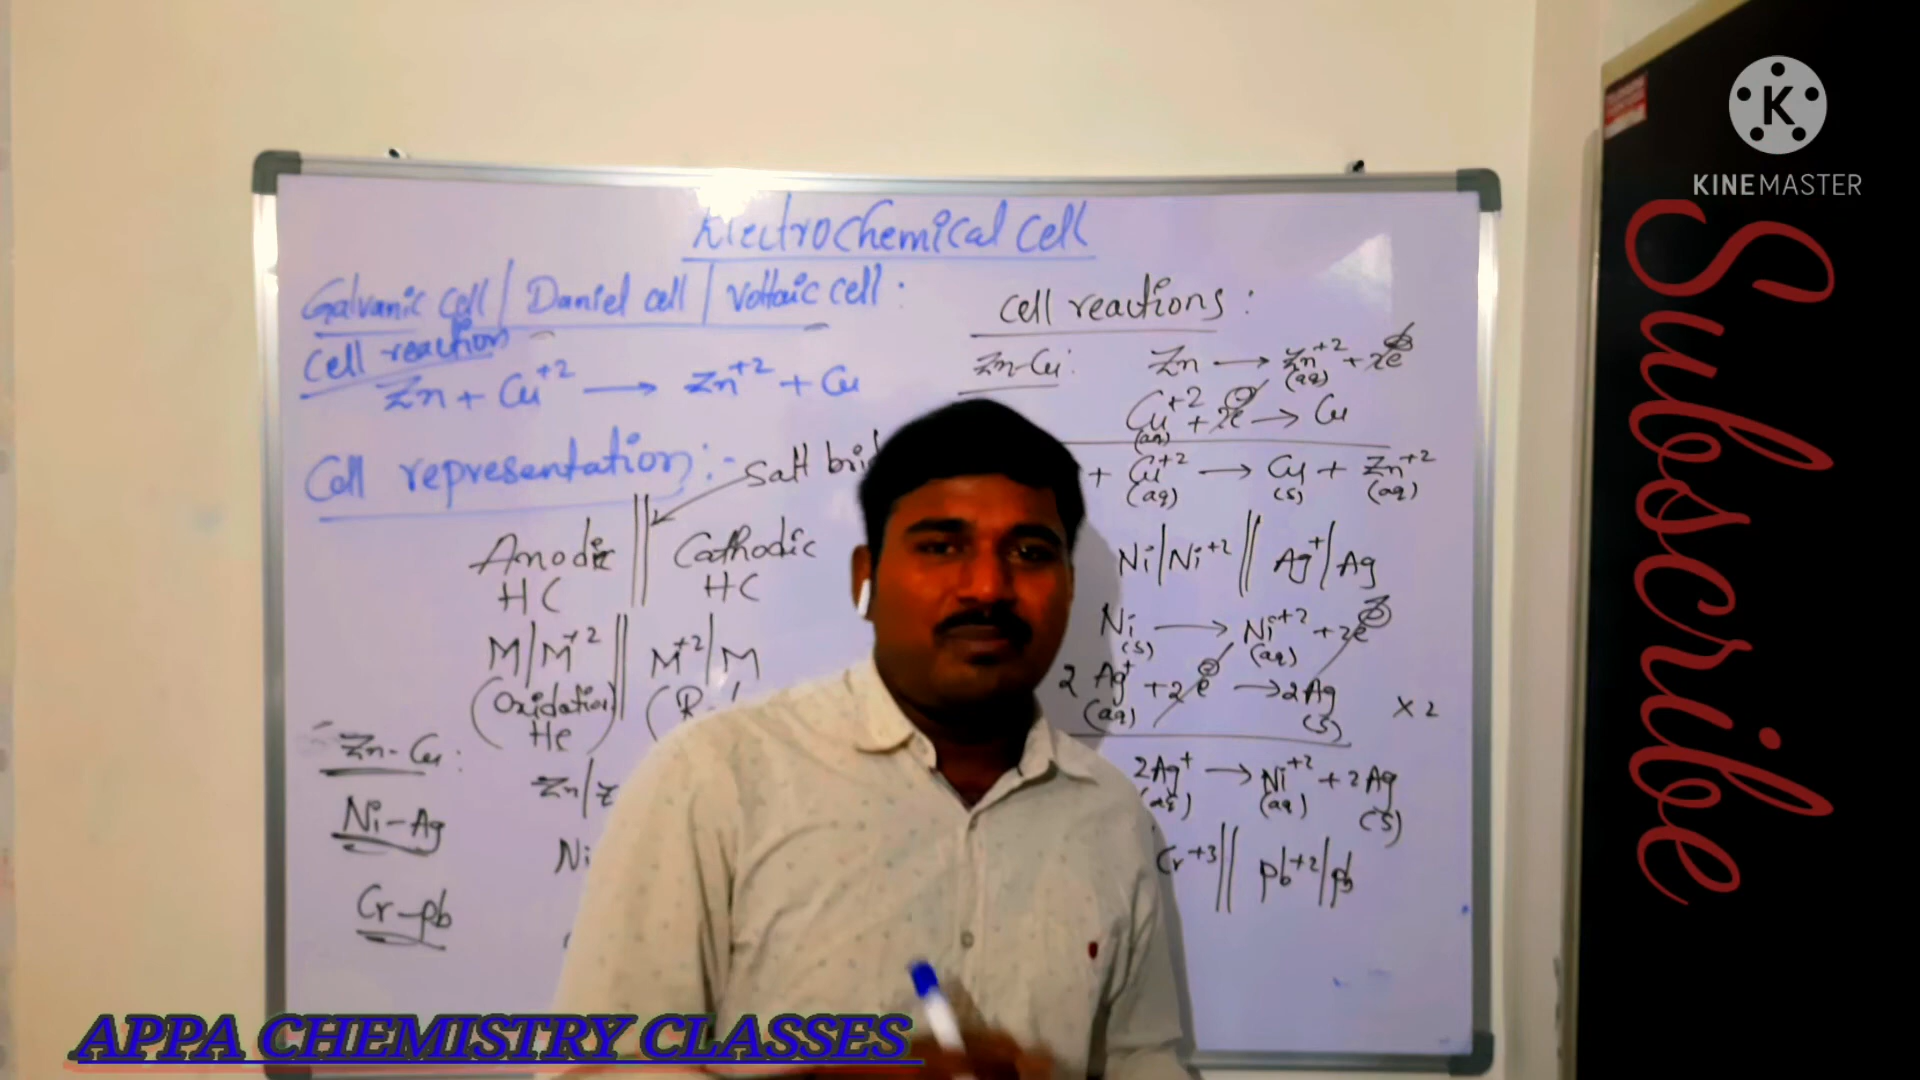 KINEMASTER
Subscribe
Electrochemical Cell
Galvanic cell / Daniel cell / Voltaic cell :
Cell reaction
Zn + Cu+2 → Zn+2 + Cu
Cell representation :-
Salt bri
Anodic || Cathodic
HC HC
M/M+2 || M+2/M
(Oxidation)
He
Zn-Cu :
Zn/
Ni-Ag
Ni
Cr-pb
Cell reactions :
Zn-Cu : Zn → Zn+2 (aq) + 2e
Cu+2 (aq) + 2e → Cu
+ Cu+2 (aq) → Cu (s) + Zn+2 (aq)
Ni/Ni+2 || Ag+/Ag
Ni (s) → Ni+2 (aq) + 2e
2 Ag+ (aq) + 2e → 2Ag (s) × 2
2Ag+ (aq) → Ni+2 (aq) + 2Ag (s)
Cr+3 || pb+2/pb
APPA CHEMISTRY CLASSES